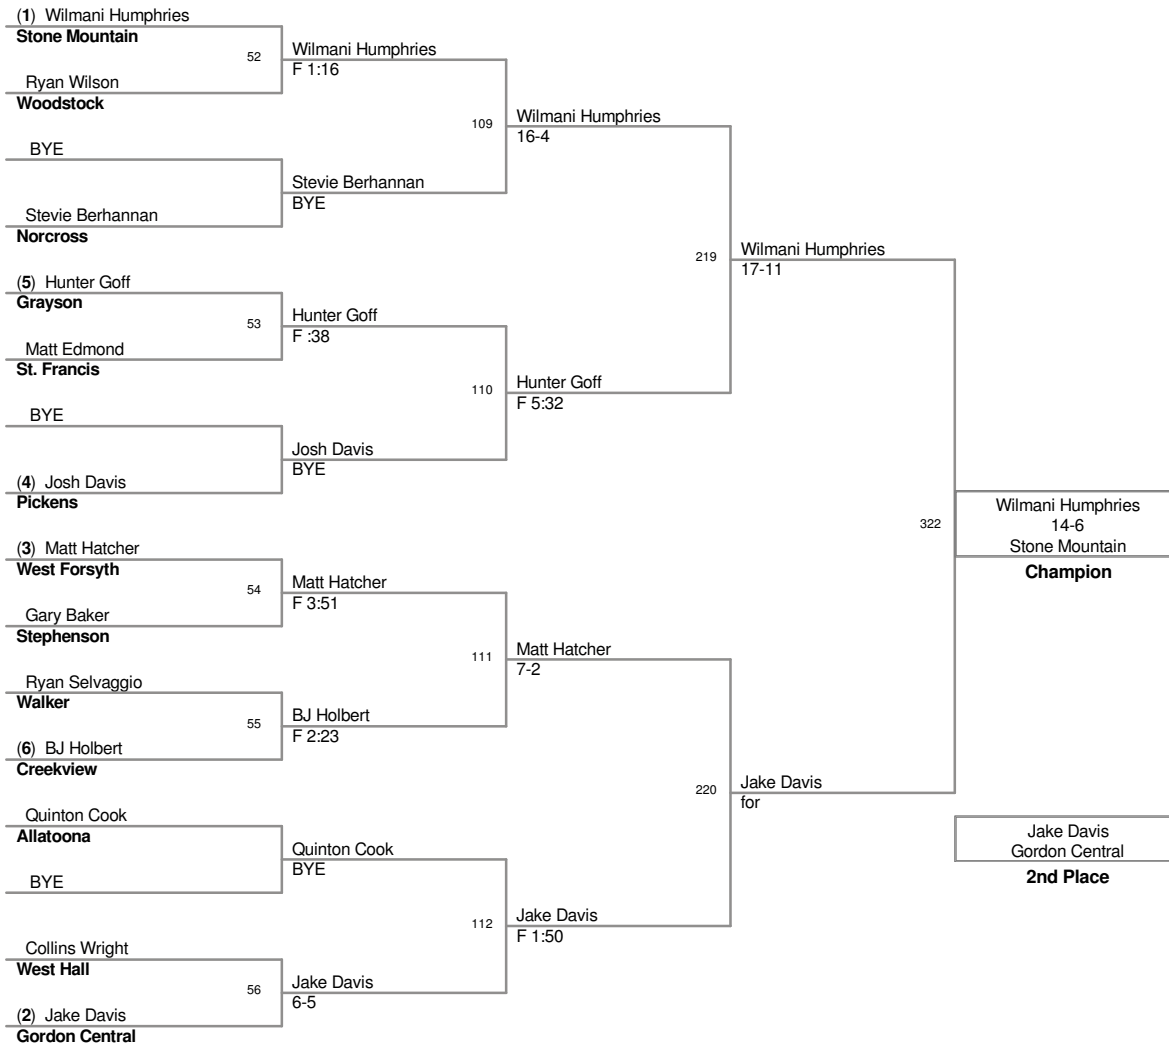 (1) Wilmani Humphries
Stone Mountain
52
Ryan Wilson
Woodstock
BYE
Stevie Berhannan
Norcross
(5) Hunter Goff
Grayson
53
Matt Edmond
St. Francis
BYE
(4) Josh Davis
Pickens
(3) Matt Hatcher
West Forsyth
54
Gary Baker
Stephenson
Ryan Selvaggio
Walker
55
(6) BJ Holbert
Creekview
Quinton Cook
Allatoona
BYE
Collins Wright
West Hall
56
(2) Jake Davis
Gordon Central
Wilmani Humphries
F 1:16
109
Stevie Berhannan
BYE
Hunter Goff
F :38
110
Josh Davis
BYE
Matt Hatcher
F 3:51
111
BJ Holbert
F 2:23
Quinton Cook
BYE
112
Jake Davis
6-5
Wilmani Humphries
16-4
219
Hunter Goff
F 5:32
Matt Hatcher
7-2
220
Jake Davis
F 1:50
Wilmani Humphries
17-11
322
Jake Davis
for
Wilmani Humphries
14-6
Stone Mountain
Champion
Jake Davis
Gordon Central
2nd Place